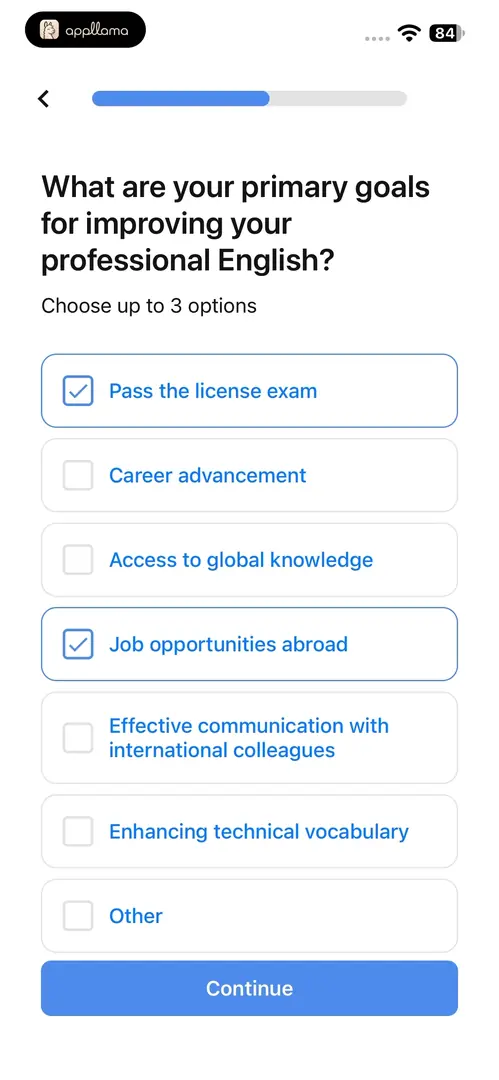 appllama
84
What are your primary goals
for improving your
professional English?
Choose up to 3 options
Pass the license exam
Career advancement
Access to global knowledge
Job opportunities abroad
Effective communication with
international colleagues
Enhancing technical vocabulary
Other
Continue